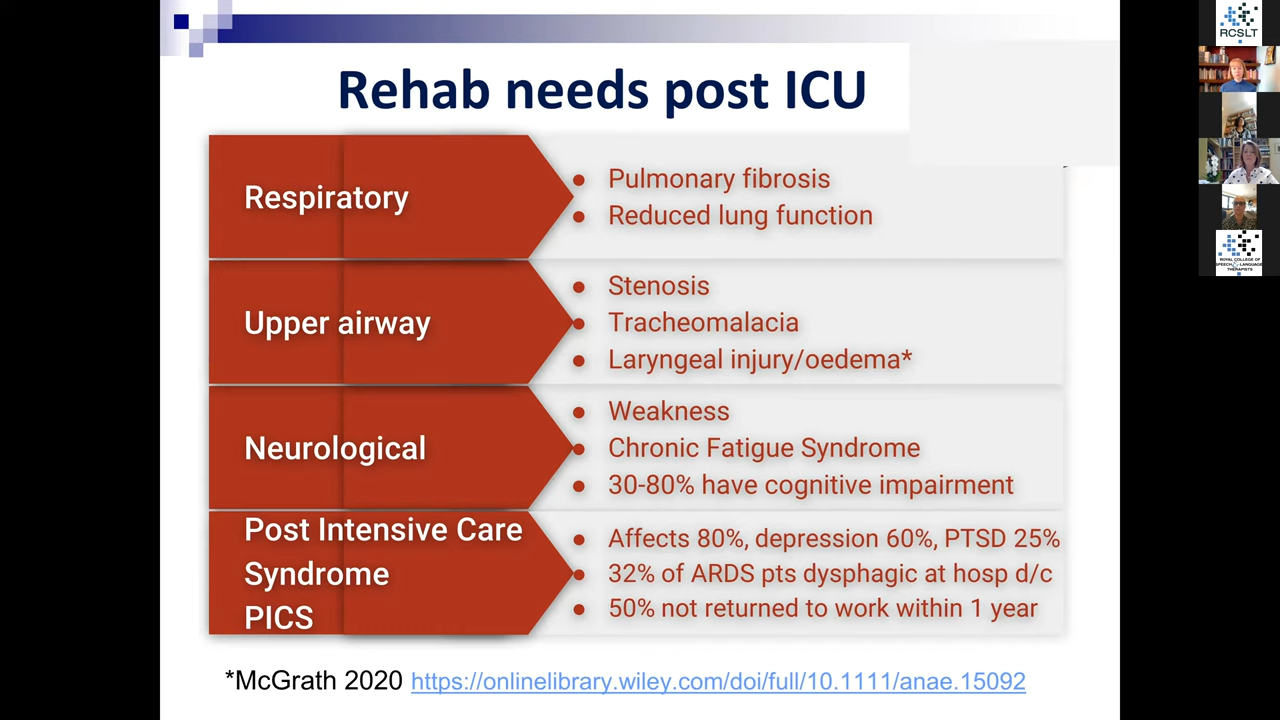 Rehab needs post ICU
Respiratory
● Pulmonary fibrosis
● Reduced lung function
Upper airway
● Stenosis
● Tracheomalacia
● Laryngeal injury/oedema*
Neurological
● Weakness
● Chronic Fatigue Syndrome
● 30-80% have cognitive impairment
Post Intensive Care
Syndrome
PICS
● Affects 80%, depression 60%, PTSD 25%
● 32% of ARDS pts dysphagic at hosp d/c
● 50% not returned to work within 1 year
*McGrath 2020 https://onlinelibrary.wiley.com/doi/full/10.1111/anae.15092
RCSLT
ROYAL COLLEGE OF
SPEECH & LANGUAGE
THERAPISTS